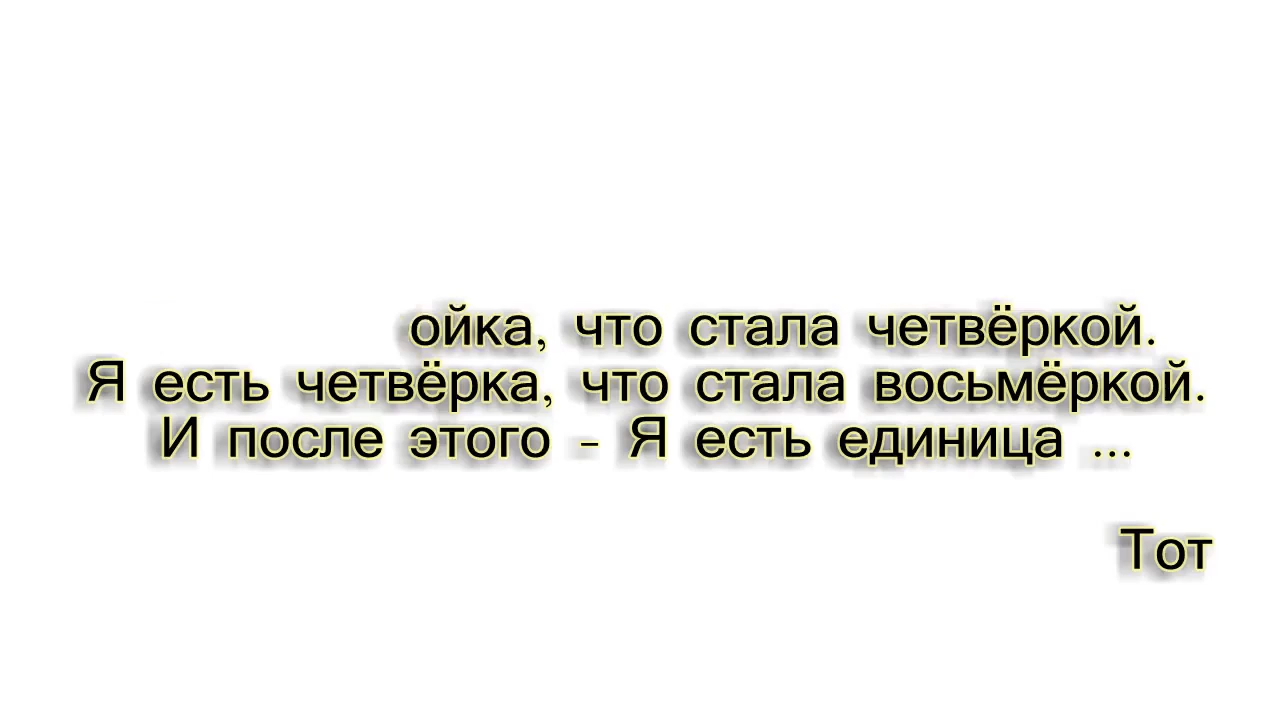 ойка, что стала четвёркой.
Я есть четвёрка, что стала восьмёркой.
И после этого - Я есть единица ...
Тот